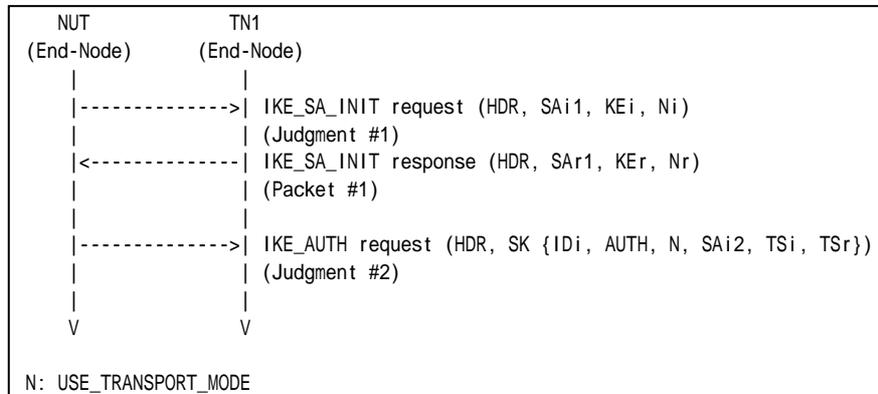 NUT TN1
(End-Node) (End-Node)
| |
|-------------->| IKE_SA_INIT request (HDR, SAi1, KEi, Ni)
| | (Judgment #1)
|<--------------| IKE_SA_INIT response (HDR, SAr1, KEr, Nr)
| | (Packet #1)
| |
|-------------->| IKE_AUTH request (HDR, SK {IDi, AUTH, N, SAi2, TSi, TSr})
| | (Judgment #2)
| |
V V
N: USE_TRANSPORT_MODE